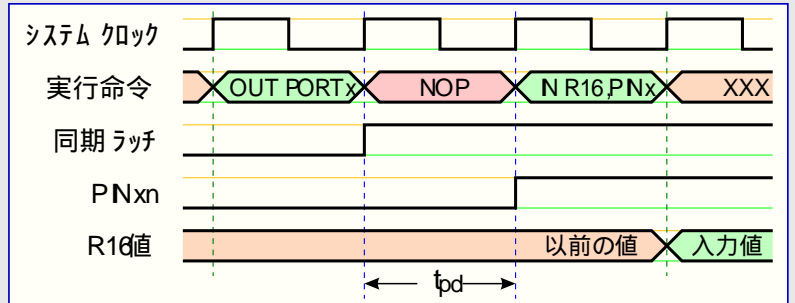 システム クロック
実行命令 OUT PORTx NOP IN R16,PINx XXX
同期ラッチ
PINxn
R16値 以前の値 入力値
tpd